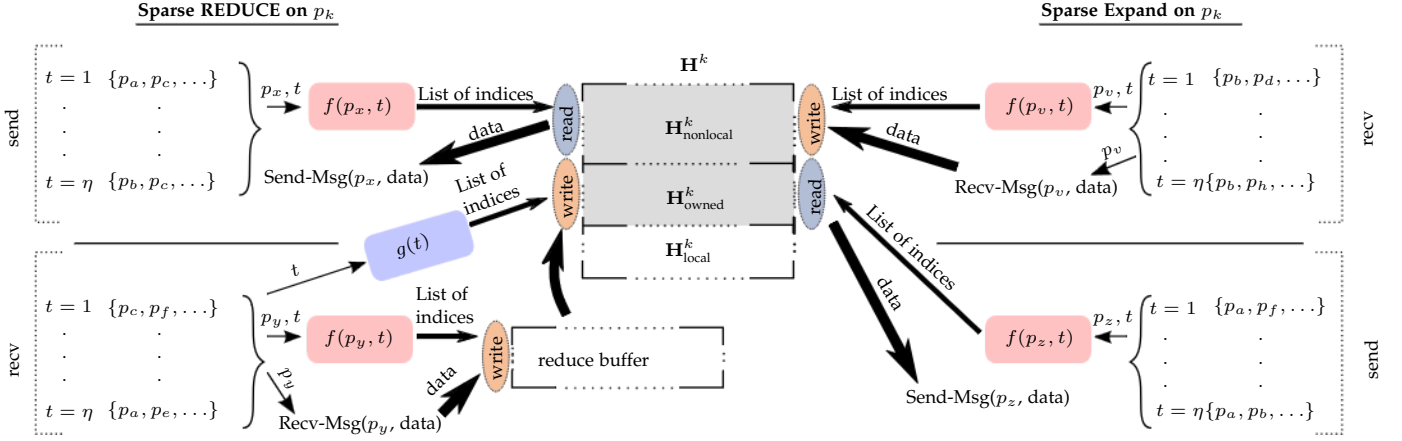 Sparse REDUCE on p_k
send
t = 1 {p_a, p_c, …}
. .
. .
. .
t = η {p_b, p_c, …}
p_x, t
f(p_x, t)
List of indices
read
data
Send-Msg(p_x, data)
List of
indices
write
g(t)
t
recv
t = 1 {p_c, p_f, …}
. .
. .
. .
t = η {p_a, p_e, …}
p_y, t
f(p_y, t)
List of
indices
write
p_y
Recv-Msg(p_y, data)
data
reduce buffer
H^k
H^k_nonlocal
H^k_owned
H^k_local
Sparse Expand on p_k
write
List of indices
f(p_v, t)
p_v, t
t = 1 {p_b, p_d, …}
. .
. .
. .
t = η{p_b, p_h, …}
recv
data
p_v
Recv-Msg(p_v, data)
read
List of indices
data
f(p_z, t)
p_z, t
t = 1 {p_a, p_f, …}
. .
. .
. .
t = η{p_a, p_b, …}
send
Send-Msg(p_z, data)